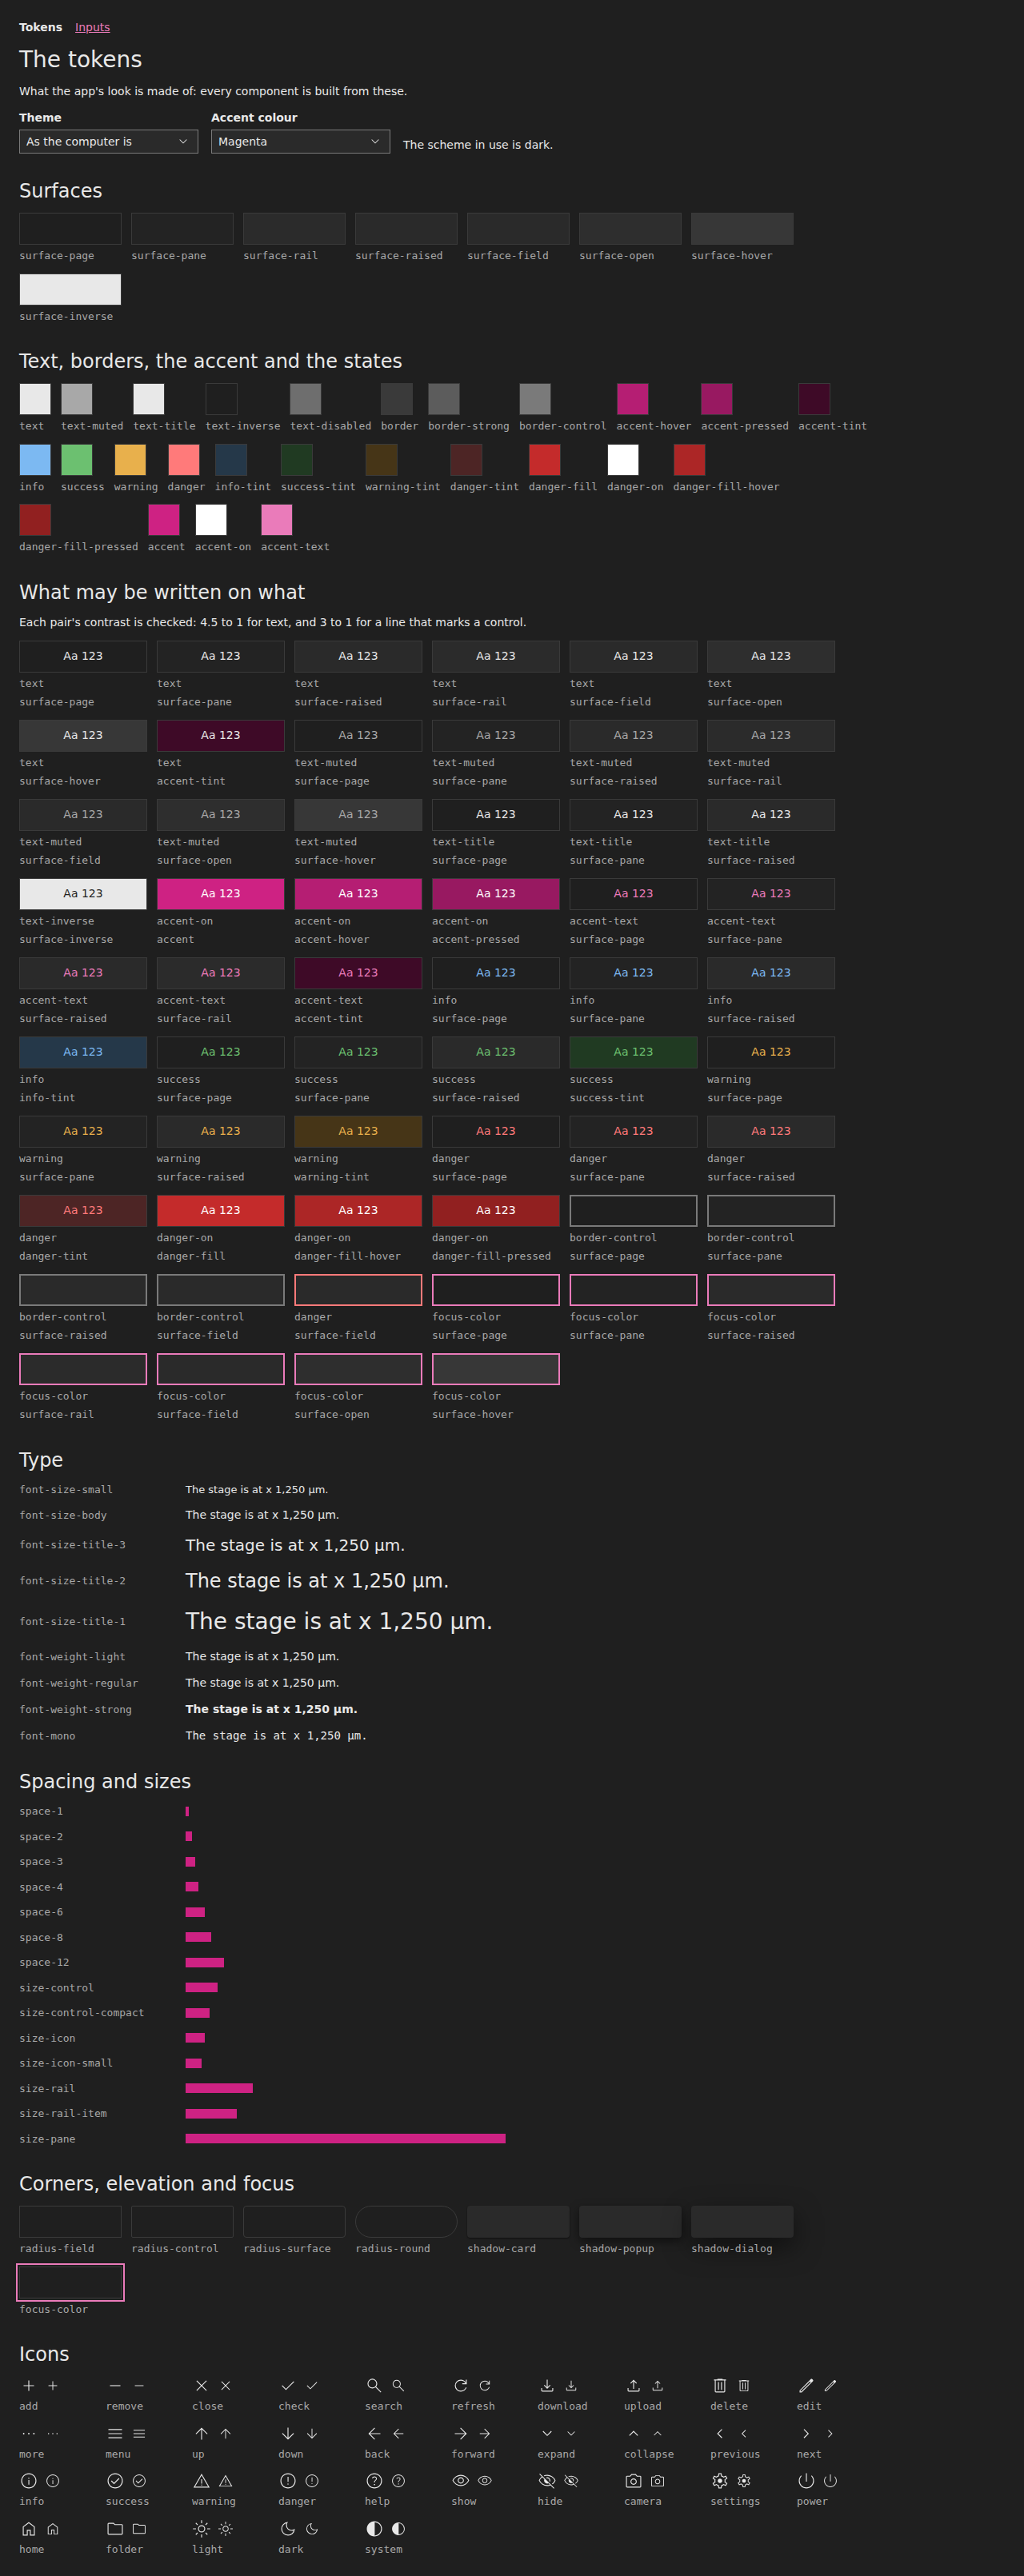 Tokens Inputs
The tokens
What the app's look is made of: every component is built from these.
Theme Accent colour
As the computer is Magenta The scheme in use is dark.
Surfaces
surface-page surface-pane surface-rail surface-raised surface-field surface-open surface-hover
surface-inverse
Text, borders, the accent and the states
text text-muted text-title text-inverse text-disabled border border-strong border-control accent-hover accent-pressed accent-tint
info success warning danger info-tint success-tint warning-tint danger-tint danger-fill danger-on danger-fill-hover
danger-fill-pressed accent accent-on accent-text
What may be written on what
Each pair's contrast is checked: 4.5 to 1 for text, and 3 to 1 for a line that marks a control.
Aa 123 Aa 123 Aa 123 Aa 123 Aa 123 Aa 123
text text text text text text
surface-page surface-pane surface-raised surface-rail surface-field surface-open
Aa 123 Aa 123 Aa 123 Aa 123 Aa 123 Aa 123
text text text-muted text-muted text-muted text-muted
surface-hover accent-tint surface-page surface-pane surface-raised surface-rail
Aa 123 Aa 123 Aa 123 Aa 123 Aa 123 Aa 123
text-muted text-muted text-muted text-title text-title text-title
surface-field surface-open surface-hover surface-page surface-pane surface-raised
Aa 123 Aa 123 Aa 123 Aa 123 Aa 123 Aa 123
text-inverse accent-on accent-on accent-on accent-text accent-text
surface-inverse accent accent-hover accent-pressed surface-page surface-pane
Aa 123 Aa 123 Aa 123 Aa 123 Aa 123 Aa 123
accent-text accent-text accent-text info info info
surface-raised surface-rail accent-tint surface-page surface-pane surface-raised
Aa 123 Aa 123 Aa 123 Aa 123 Aa 123 Aa 123
info success success success success warning
info-tint surface-page surface-pane surface-raised success-tint surface-page
Aa 123 Aa 123 Aa 123 Aa 123 Aa 123 Aa 123
warning warning warning danger danger danger
surface-pane surface-raised warning-tint surface-page surface-pane surface-raised
Aa 123 Aa 123 Aa 123 Aa 123
danger danger-on danger-on danger-on border-control border-control
danger-tint danger-fill danger-fill-hover danger-fill-pressed surface-page surface-pane
border-control border-control danger focus-color focus-color focus-color
surface-raised surface-field surface-field surface-page surface-pane surface-raised
focus-color focus-color focus-color focus-color
surface-rail surface-field surface-open surface-hover
Type
font-size-small The stage is at x 1,250 µm.
font-size-body The stage is at x 1,250 µm.
font-size-title-3 The stage is at x 1,250 µm.
font-size-title-2 The stage is at x 1,250 µm.
font-size-title-1 The stage is at x 1,250 µm.
font-weight-light The stage is at x 1,250 µm.
font-weight-regular The stage is at x 1,250 µm.
font-weight-strong The stage is at x 1,250 µm.
font-mono The stage is at x 1,250 µm.
Spacing and sizes
space-1
space-2
space-3
space-4
space-6
space-8
space-12
size-control
size-control-compact
size-icon
size-icon-small
size-rail
size-rail-item
size-pane
Corners, elevation and focus
radius-field radius-control radius-surface radius-round shadow-card shadow-popup shadow-dialog
focus-color
Icons
add remove close check search refresh download upload delete edit
more menu up down back forward expand collapse previous next
info success warning danger help show hide camera settings power
home folder light dark system